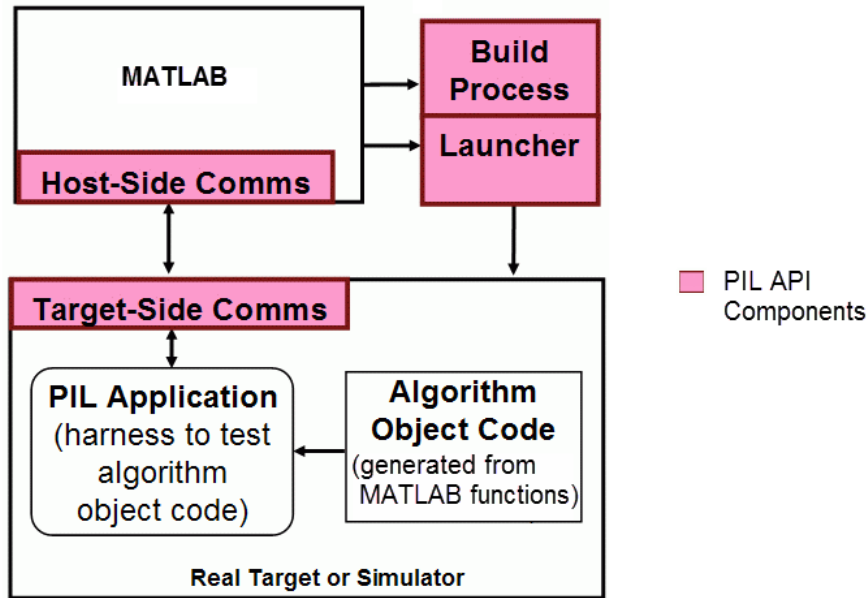 MATLAB
Build
Process
Launcher
Host-Side Comms
Target-Side Comms
PIL Application
(harness to test
algorithm
object code)
Algorithm
Object Code
(generated from
MATLAB functions)
Real Target or Simulator
PIL API
Components